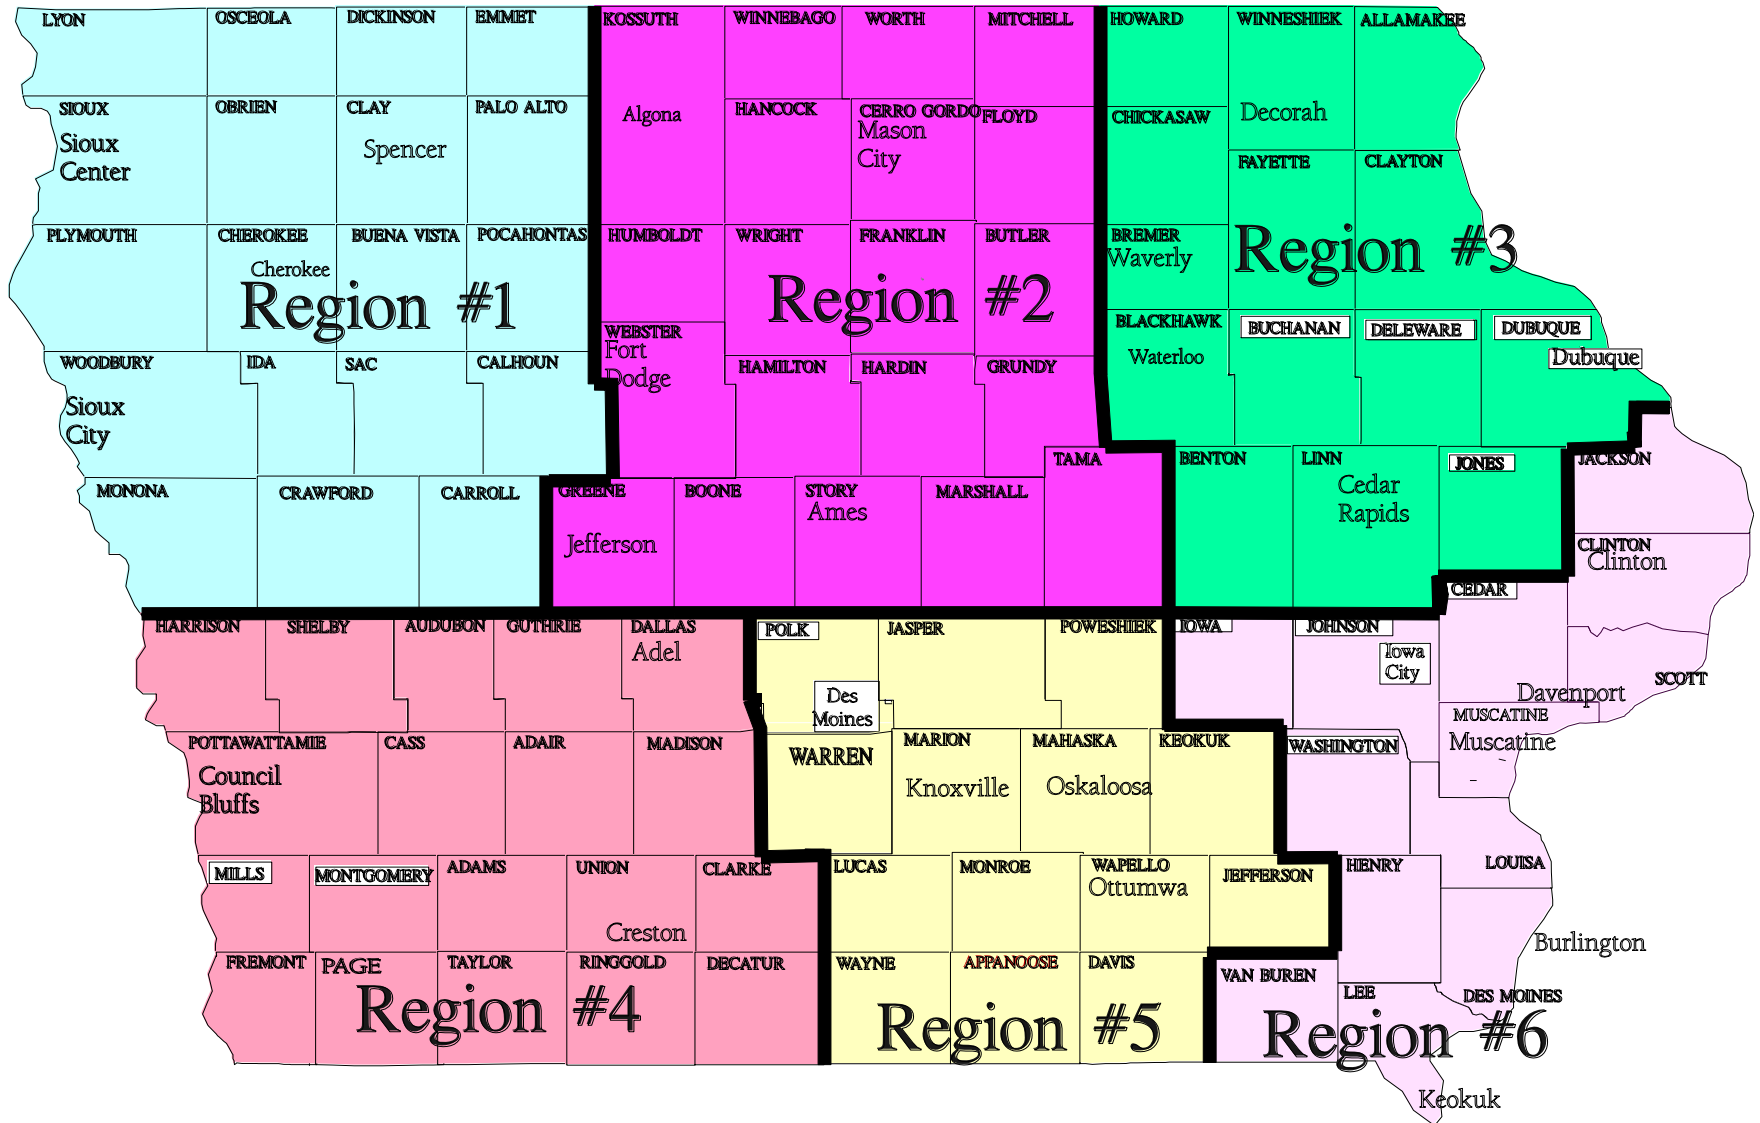 LYON
OSCEOLA
DICKINSON
EMMET
KOSSUTH
WINNEBAGO
WORTH
MITCHELL
HOWARD
WINNESHIEK
ALLAMAKEE
SIOUX
OBRIEN
CLAY
PALO ALTO
Algona
HANCOCK
CERRO GORDO
FLOYD
CHICKASAW
Decorah
Sioux
Center
Spencer
Mason
City
FAYETTE
CLAYTON
PLYMOUTH
CHEROKEE
BUENA VISTA
POCAHONTAS
HUMBOLDT
WRIGHT
FRANKLIN
BUTLER
BREMER
Waverly
Cherokee
Region #1
Region #2
Region #3
WEBSTER
Fort
Dodge
BLACKHAWK
BUCHANAN
DELEWARE
DUBUQUE
Waterloo
Dubuque
WOODBURY
IDA
SAC
CALHOUN
HAMILTON
HARDIN
GRUNDY
Sioux
City
TAMA
BENTON
LINN
JONES
JACKSON
MONONA
CRAWFORD
CARROLL
GREENE
BOONE
STORY
Ames
MARSHALL
Cedar
Rapids
Jefferson
CLINTON
Clinton
CEDAR
HARRISON
SHELBY
AUDUBON
GUTHRIE
DALLAS
Adel
POLK
JASPER
POWESHIEK
IOWA
JOHNSON
Iowa
City
SCOTT
Davenport
Des
Moines
MUSCATINE
Muscatine
POTTAWATTAMIE
CASS
ADAIR
MADISON
WARREN
MARION
MAHASKA
KEOKUK
WASHINGTON
Council
Bluffs
Knoxville
Oskaloosa
MILLS
MONTGOMERY
ADAMS
UNION
CLARKE
LUCAS
MONROE
WAPELLO
Ottumwa
JEFFERSON
HENRY
LOUISA
Creston
Burlington
FREMONT
PAGE
TAYLOR
RINGGOLD
DECATUR
WAYNE
APPANOOSE
DAVIS
VAN BUREN
LEE
DES MOINES
Region #4
Region #5
Region #6
Keokuk